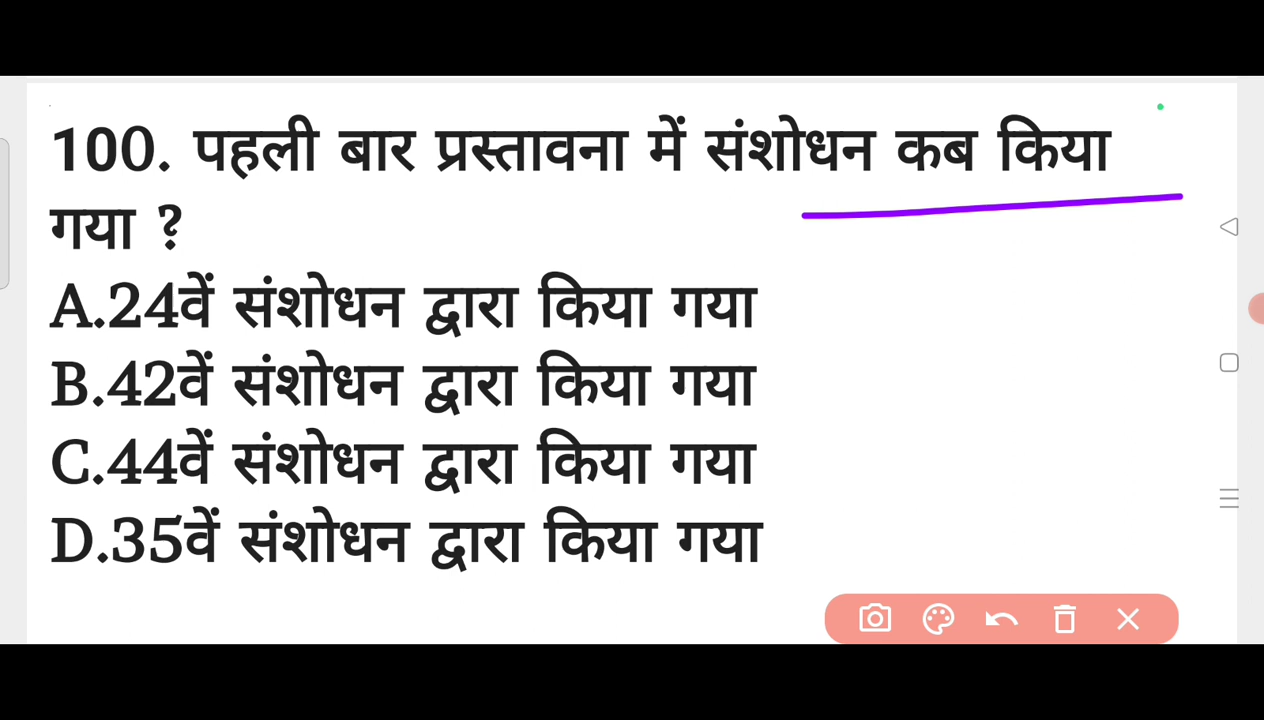 100. पहली बार प्रस्तावना में संशोधन कब किया
गया ?
A.24वें संशोधन द्वारा किया गया
B.42वें संशोधन द्वारा किया गया
C.44वें संशोधन द्वारा किया गया
D.35वें संशोधन द्वारा किया गया